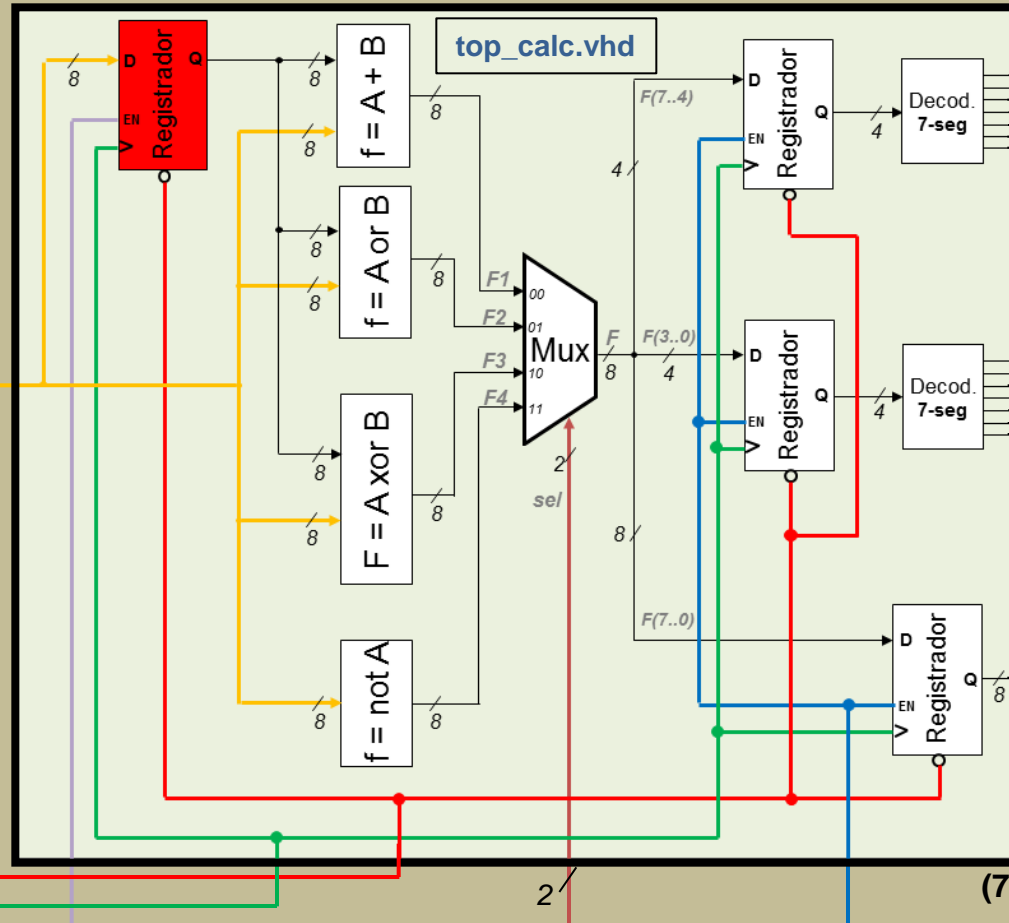 top_calc.vhd
8
D
Q
EN
>
Registrador
8
8
f = A + B
8
8
8
f = A or B
8
8
8
F = A xor B
8
8
f = not A
8
F1
00
F2
01
F3
10
F4
11
Mux
2
sel
F
8
F(7..4)
4
F(3..0)
4
8
F(7..0)
D
Q
EN
>
Registrador
4
Decod.
7-seg
D
Q
EN
>
Registrador
4
Decod.
7-seg
D
Q
EN
>
Registrador
8
2
(7